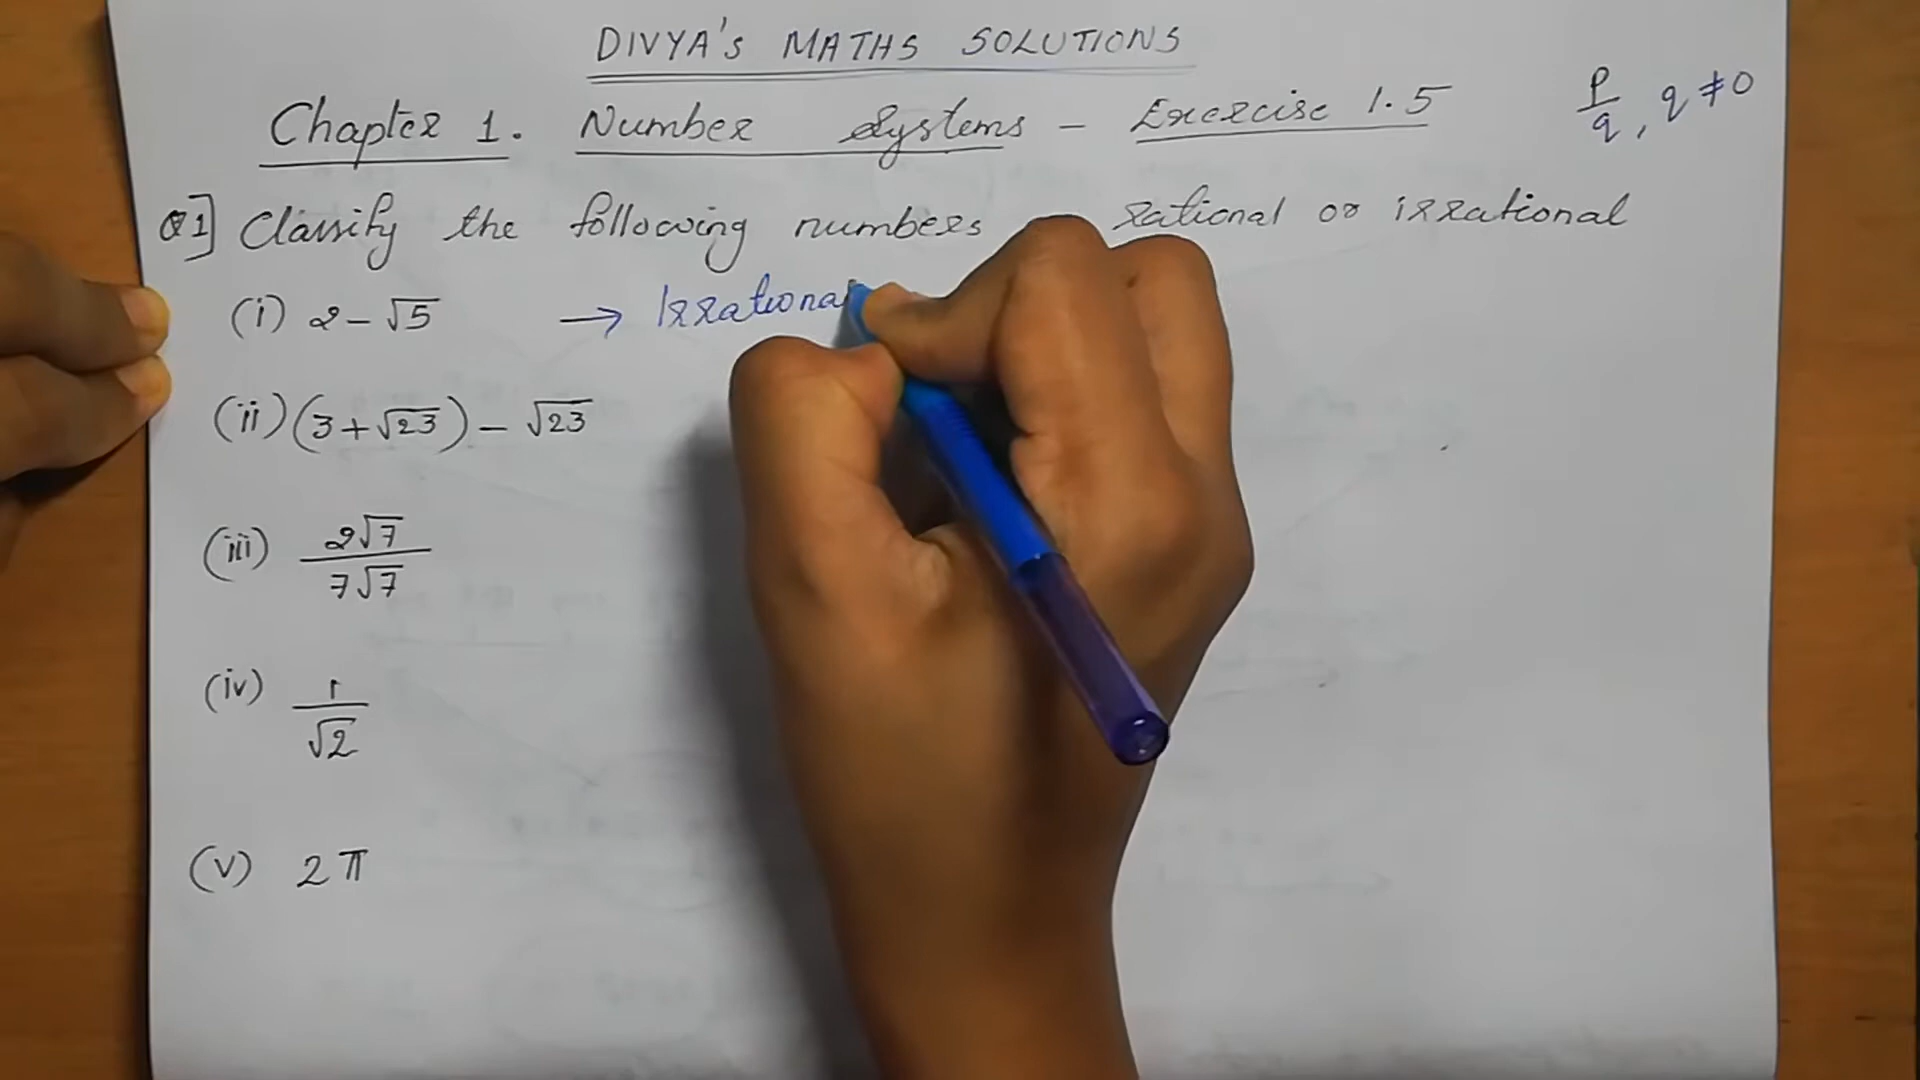 DIVYA'S MATHS SOLUTIONS
Chapter 1. Number Systems - Exercise 1.5
p/q, q ≠ 0
Q1] Classify the following numbers rational or irrational
(i) 2 - √5 → Irrational
(ii) (3 + √23) - √23
(iii) 2√7 / 7√7
(iv) 1 / √2
(v) 2π